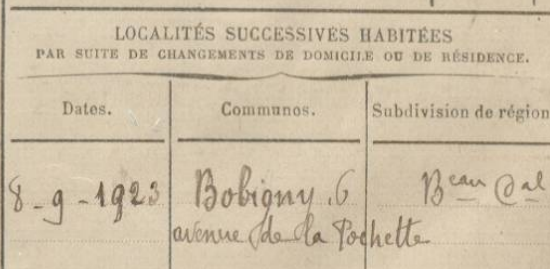 LOCALITÉS SUCCESSIVES HABITÉES
PAR SUITE DE CHANGEMENTS DE DOMICILE OU DE RÉSIDENCE.
Dates. Communes. Subdivision de région
8-9-1923 Bobigny .6 Beau Cal
avenue de la Pochette